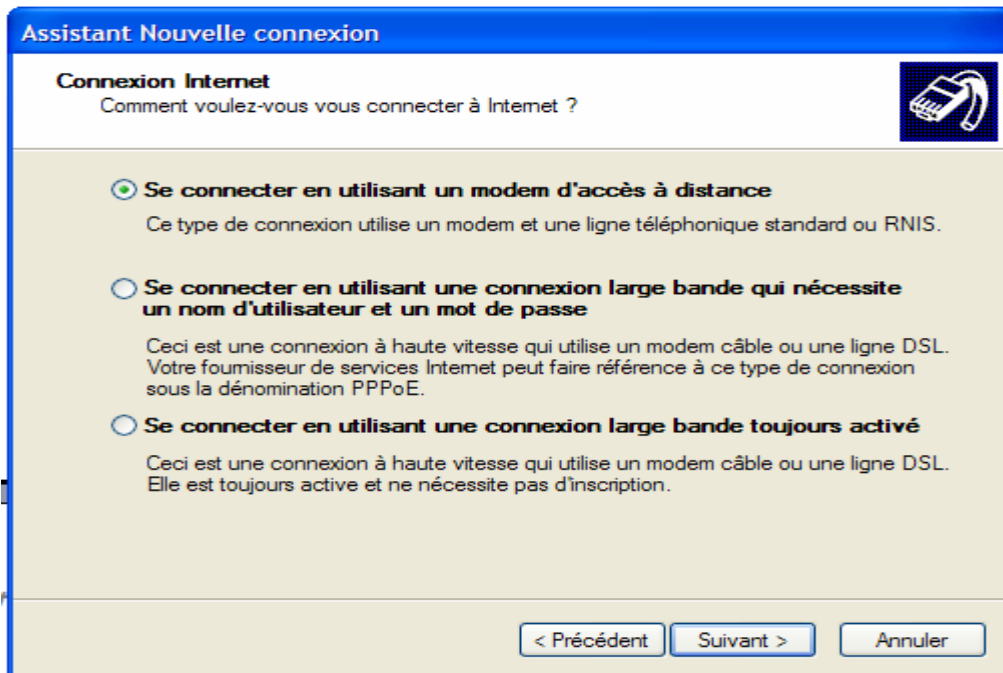 Assistant Nouvelle connexion
Connexion Internet
Comment voulez-vous vous connecter à Internet ?
Se connecter en utilisant un modem d'accès à distance
Ce type de connexion utilise un modem et une ligne téléphonique standard ou RNIS.
Se connecter en utilisant une connexion large bande qui nécessite
un nom d'utilisateur et un mot de passe
Ceci est une connexion à haute vitesse qui utilise un modem câble ou une ligne DSL.
Votre fournisseur de services Internet peut faire référence à ce type de connexion
sous la dénomination PPPoE.
Se connecter en utilisant une connexion large bande toujours activé
Ceci est une connexion à haute vitesse qui utilise un modem câble ou une ligne DSL.
Elle est toujours active et ne nécessite pas d'inscription.
< Précédent Suivant > Annuler